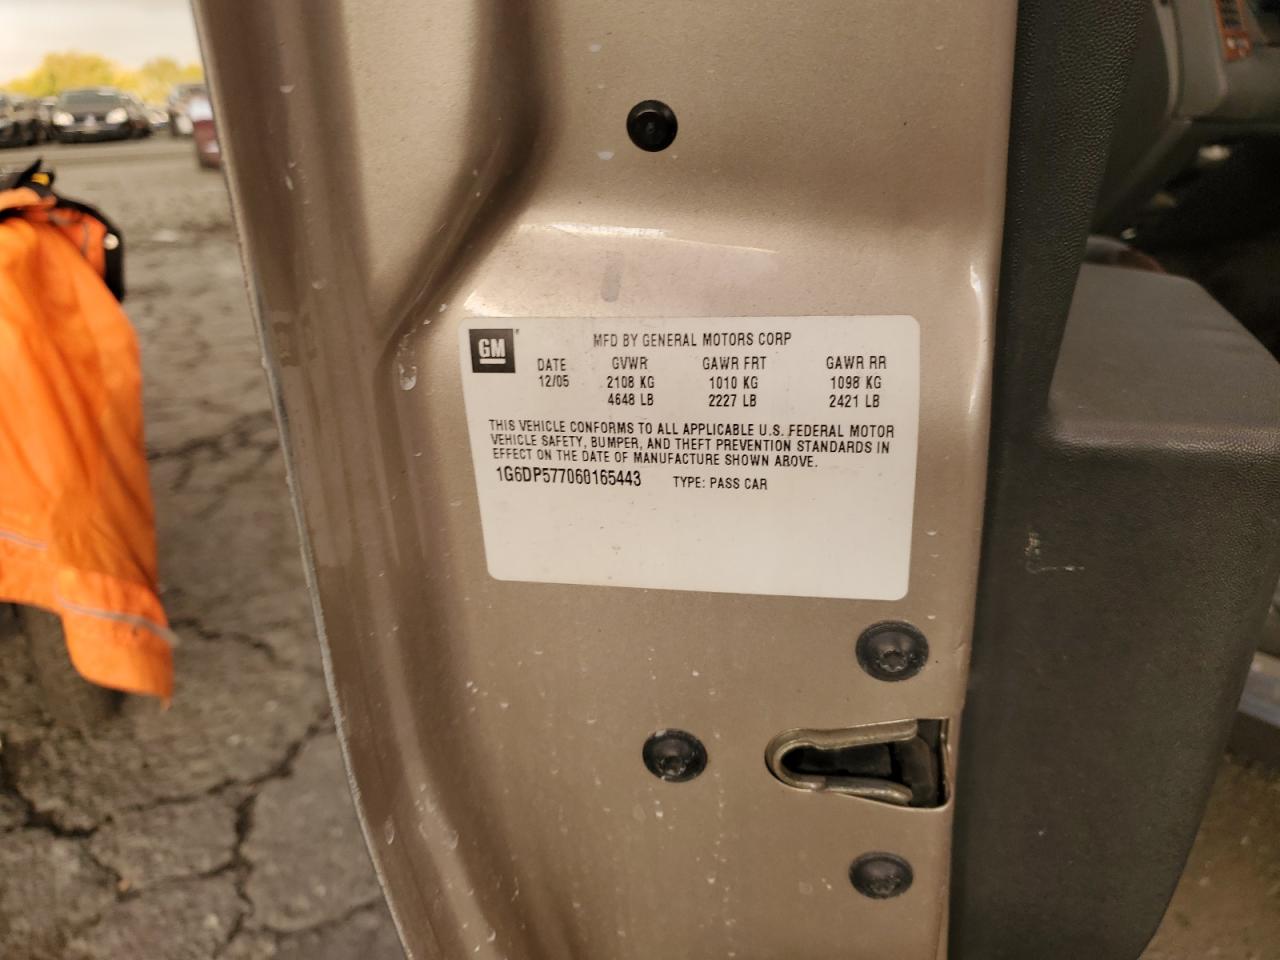 GM
MFD BY GENERAL MOTORS CORP
DATE GVWR GAWR FRT GAWR RR
12/05 2108 KG 1010 KG 1098 KG
4648 LB 2227 LB 2421 LB
THIS VEHICLE CONFORMS TO ALL APPLICABLE U.S. FEDERAL MOTOR
VEHICLE SAFETY, BUMPER, AND THEFT PREVENTION STANDARDS IN
EFFECT ON THE DATE OF MANUFACTURE SHOWN ABOVE.
1G6DP577060165443 TYPE: PASS CAR